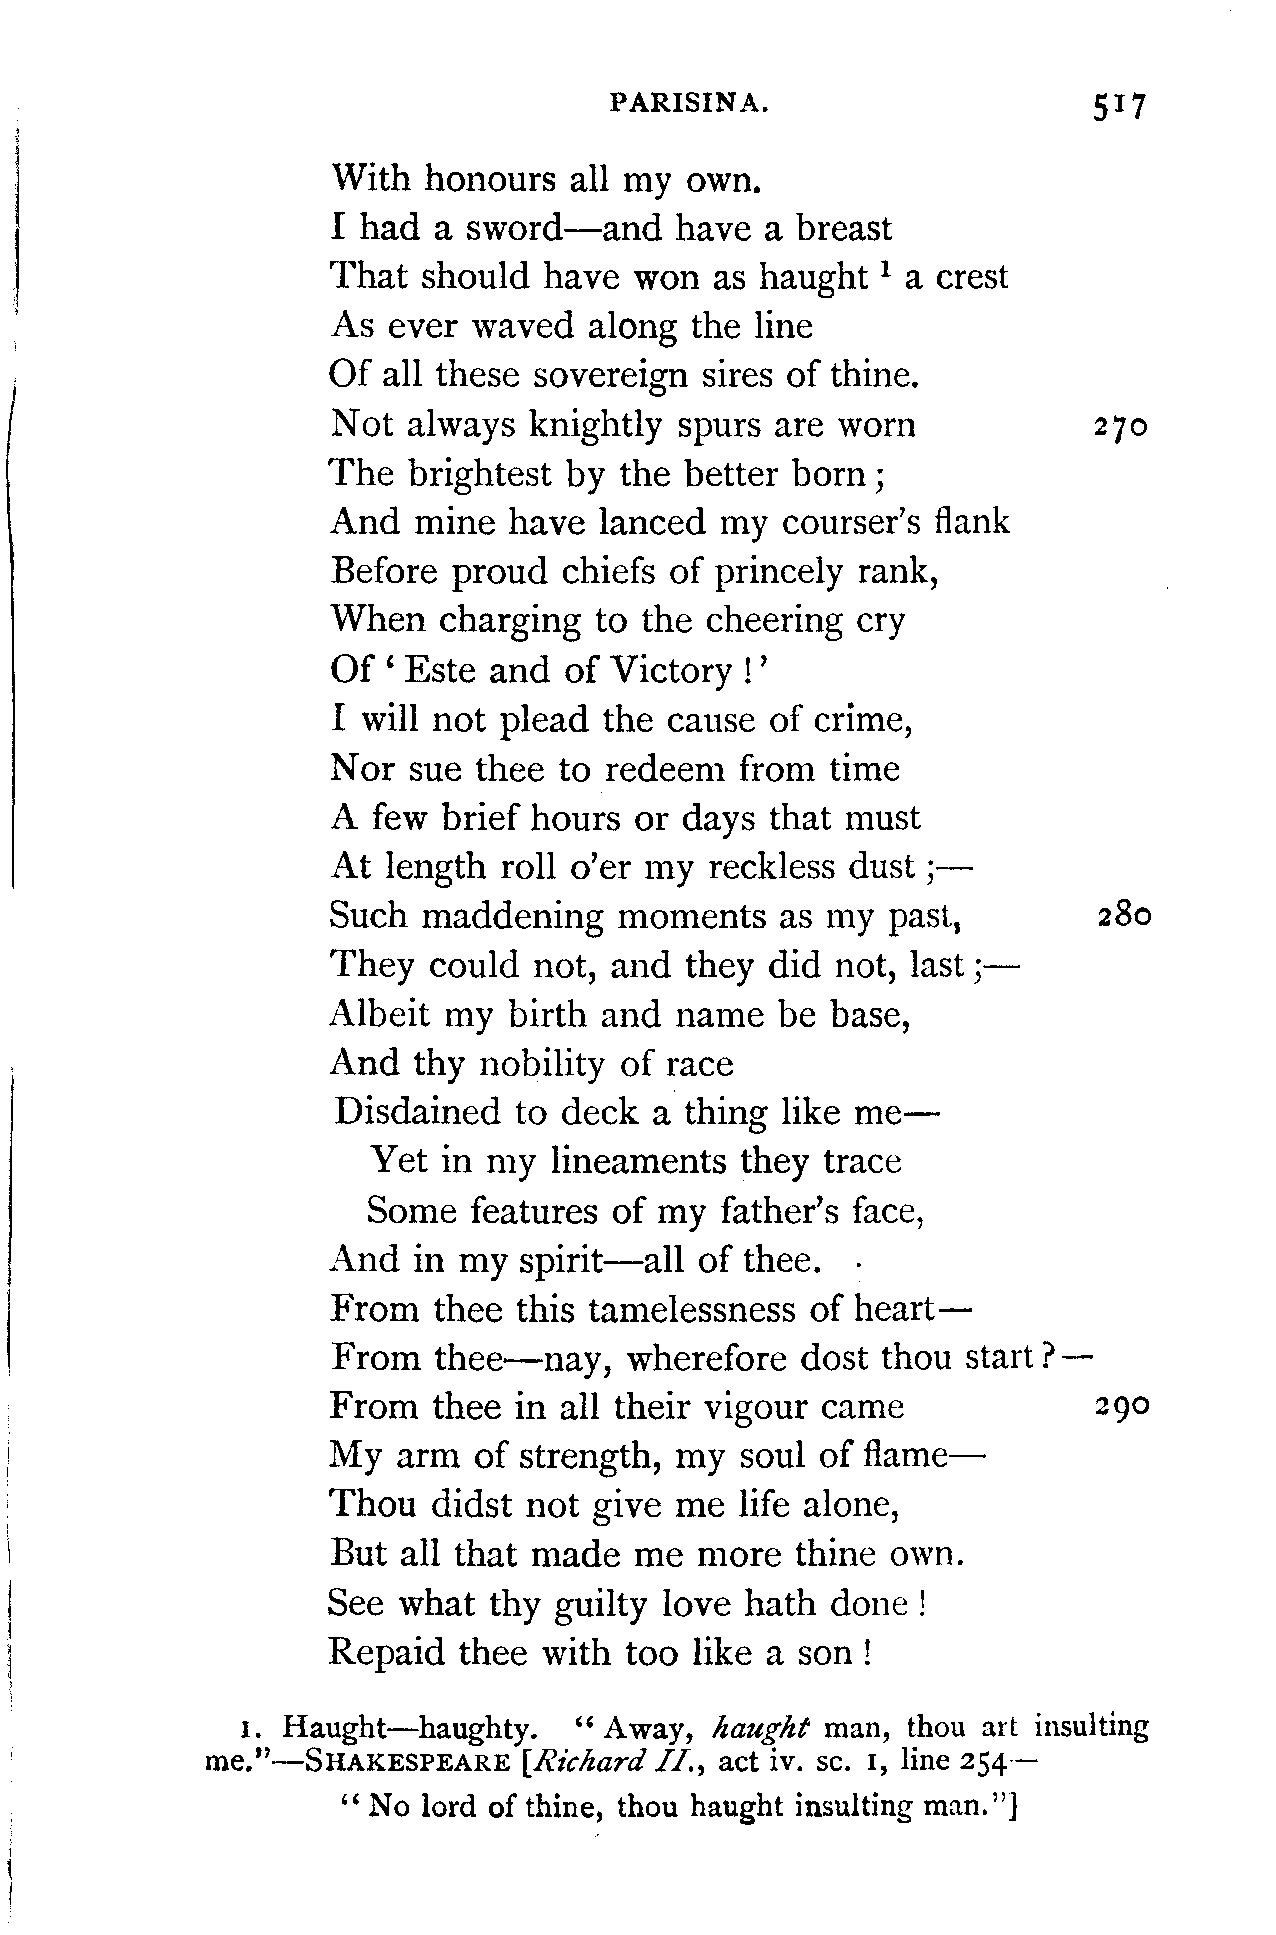 PARISINA. 517
With honours all my own.
I had a sword—and have a breast
That should have won as haught ¹ a crest
As ever waved along the line
Of all these sovereign sires of thine.
Not always knightly spurs are worn 270
The brightest by the better born;
And mine have lanced my courser's flank
Before proud chiefs of princely rank,
When charging to the cheering cry
Of ‘Este and of Victory!’
I will not plead the cause of crime,
Nor sue thee to redeem from time
A few brief hours or days that must
At length roll o'er my reckless dust;—
Such maddening moments as my past, 280
They could not, and they did not, last;—
Albeit my birth and name be base,
And thy nobility of race
Disdained to deck a thing like me—
Yet in my lineaments they trace
Some features of my father's face,
And in my spirit—all of thee.
From thee this tamelessness of heart—
From thee—nay, wherefore dost thou start?—
From thee in all their vigour came 290
My arm of strength, my soul of flame—
Thou didst not give me life alone,
But all that made me more thine own.
See what thy guilty love hath done!
Repaid thee with too like a son!
1. Haught—haughty. “Away, haught man, thou art insulting
me.”—SHAKESPEARE [Richard II., act iv. sc. 1, line 254—
“No lord of thine, thou haught insulting man.”]